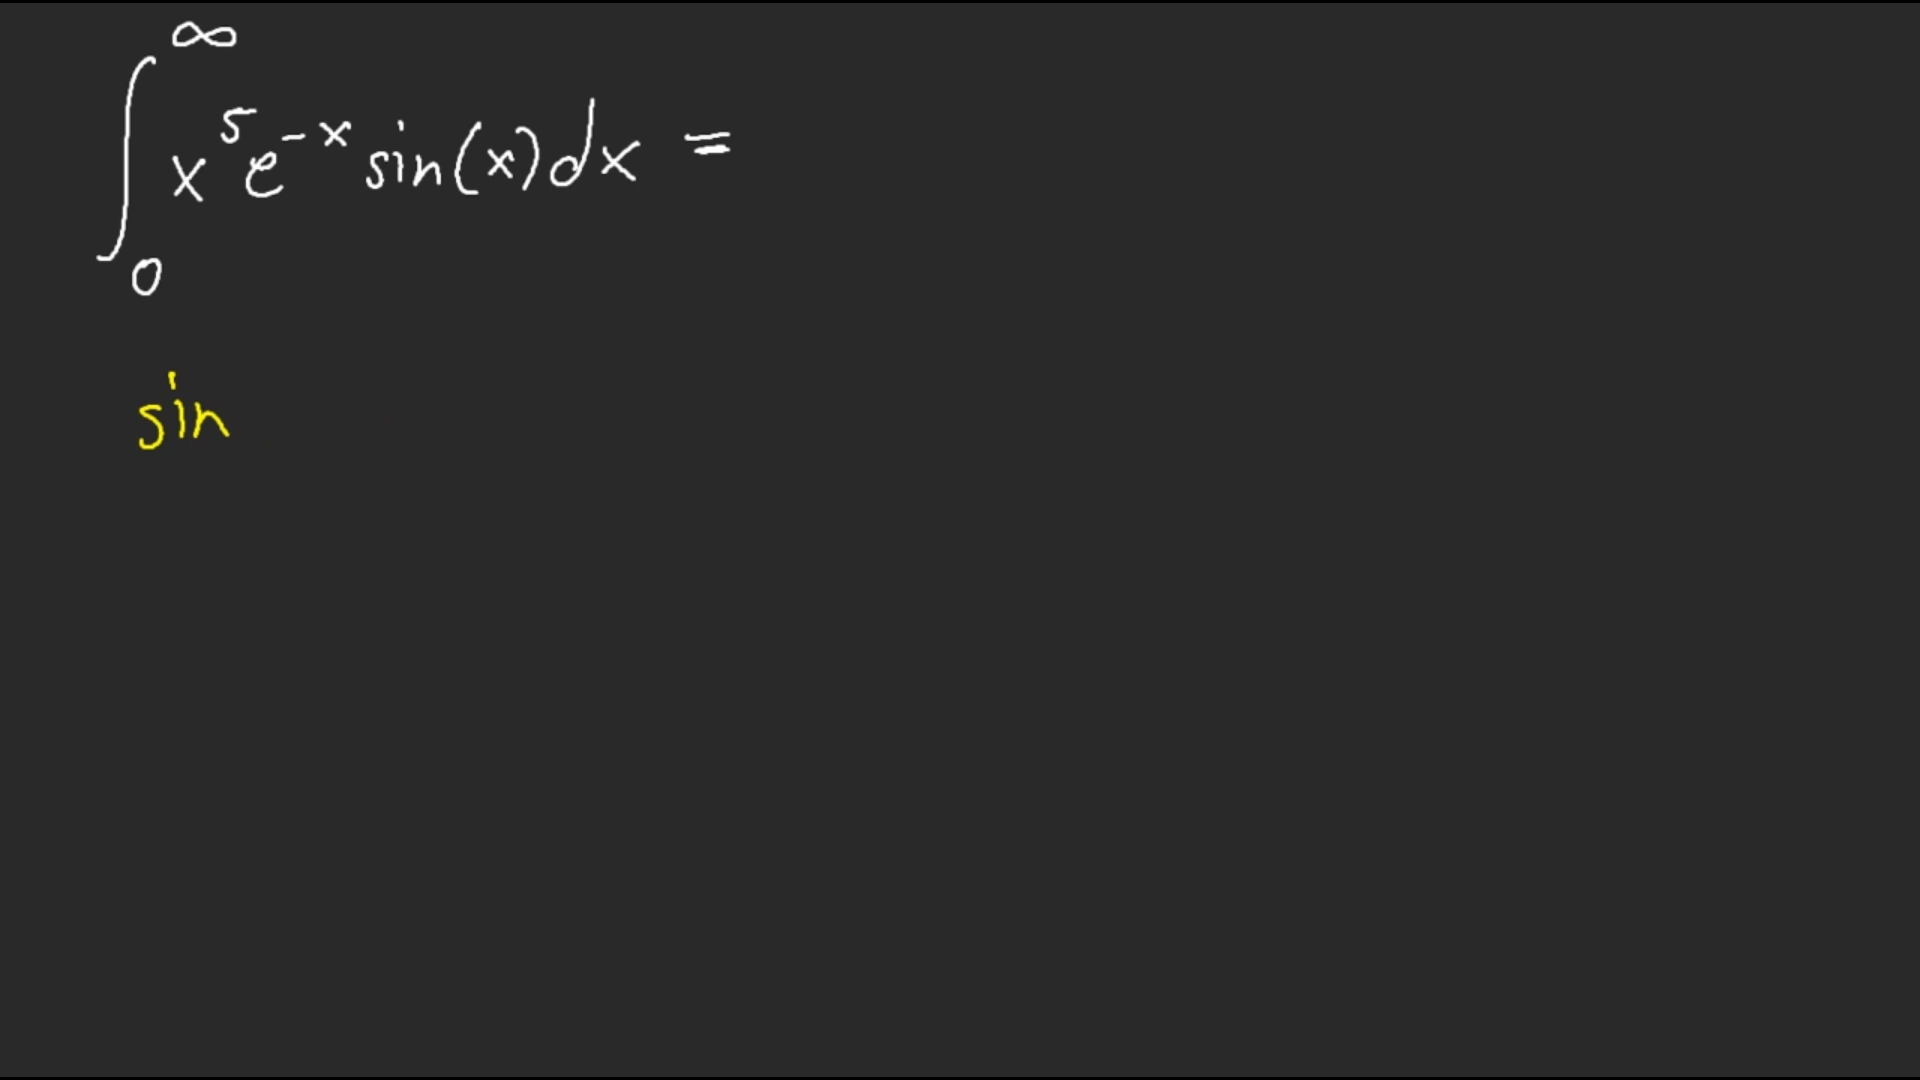 ∫₀^∞ x⁵e⁻ˣ sin(x)dx =
sin